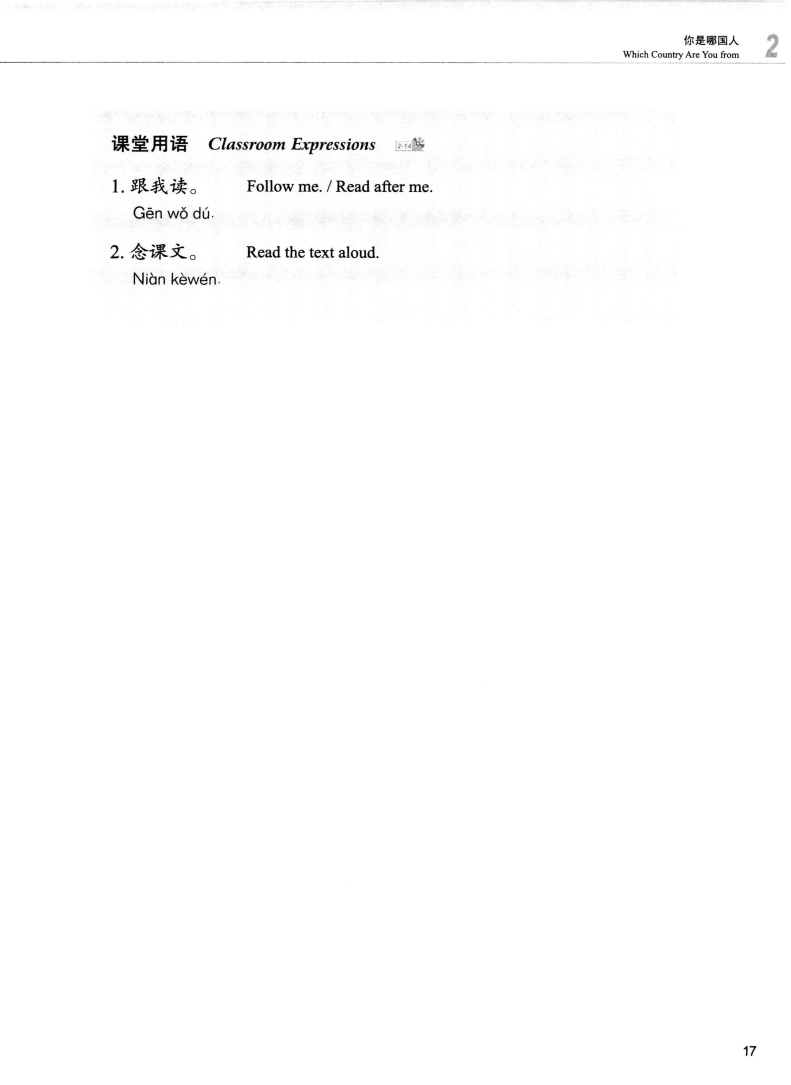 你是哪国人
Which Country Are You from
2
课堂用语 Classroom Expressions 2-14
1. 跟我读。 Follow me. / Read after me.
Gēn wǒ dú.
2. 念课文。 Read the text aloud.
Niàn kèwén.
17